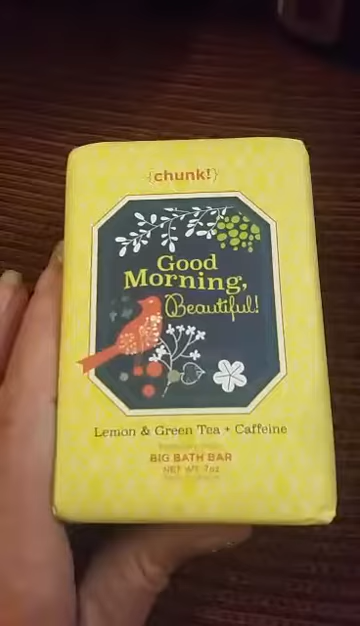 {chunk!}
Good
Morning,
Beautiful!
Lemon & Green Tea + Caffeine
BIG BATH BAR
NET WT. 7oz